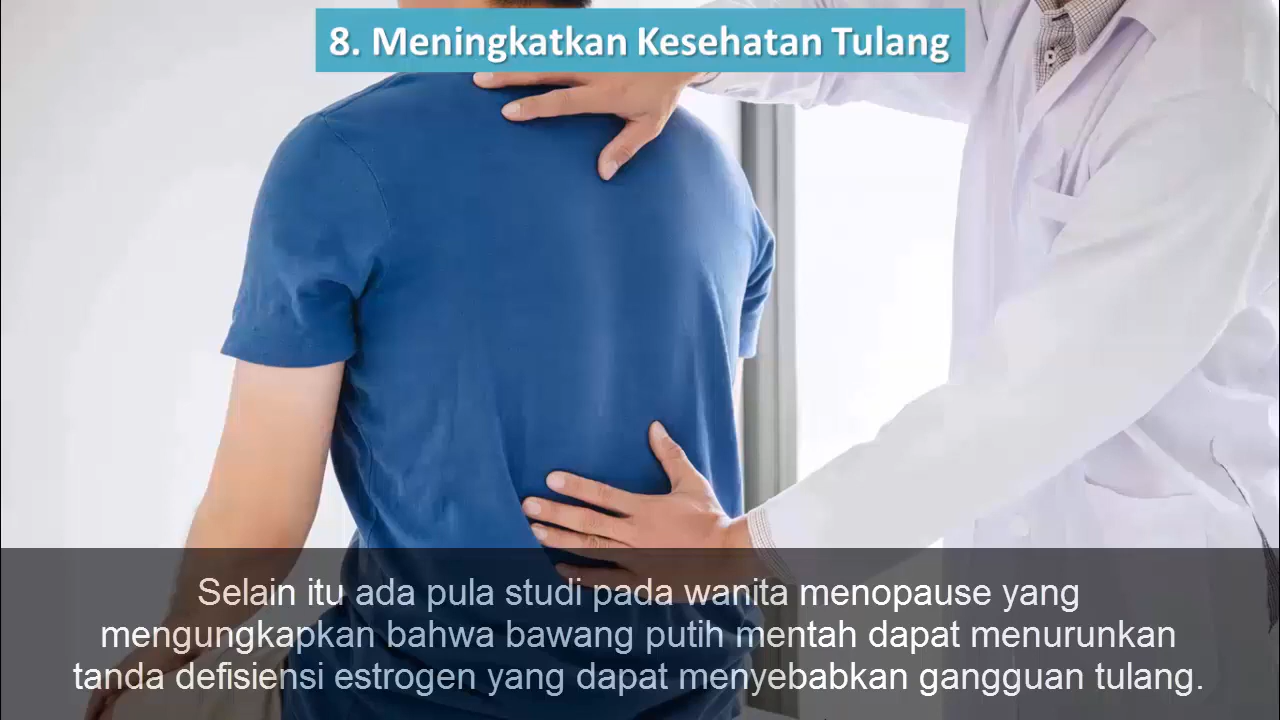 8. Meningkatkan Kesehatan Tulang
Selain itu ada pula studi pada wanita menopause yang
mengungkapkan bahwa bawang putih mentah dapat menurunkan
tanda defisiensi estrogen yang dapat menyebabkan gangguan tulang.